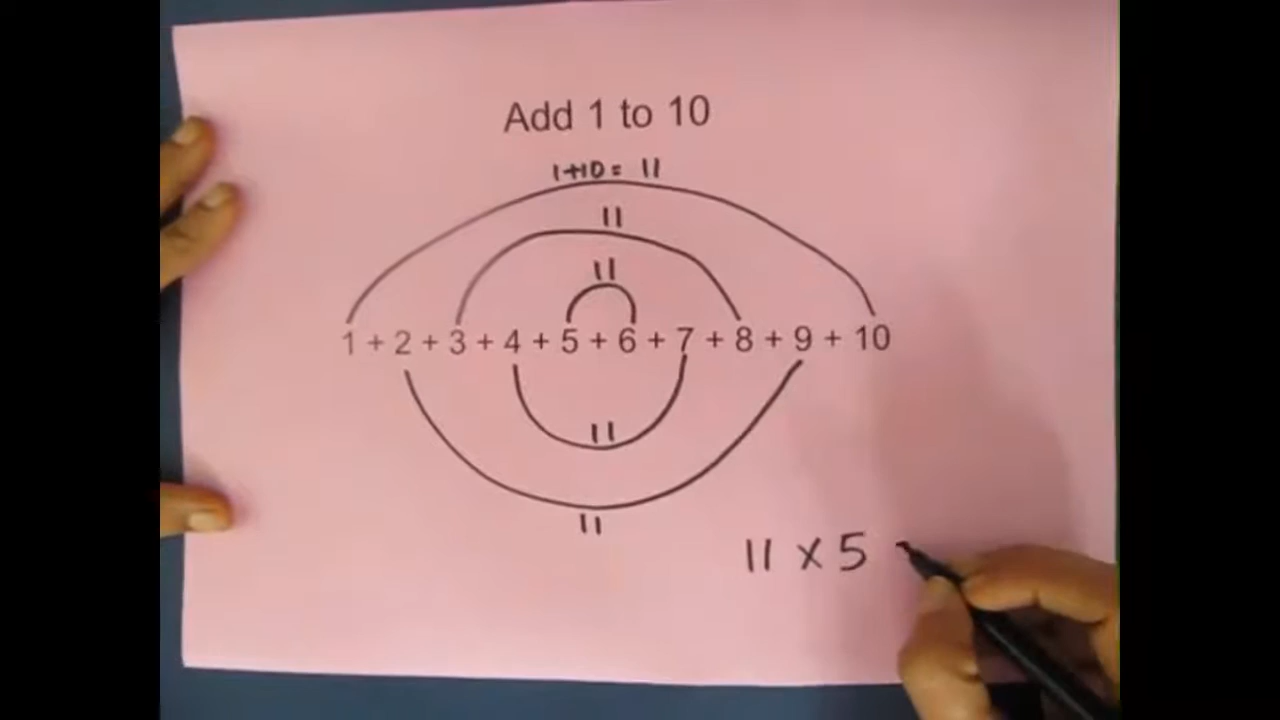 Add 1 to 10
1+10 = 11
11
11
1 + 2 + 3 + 4 + 5 + 6 + 7 + 8 + 9 + 10
11
11
11 x 5